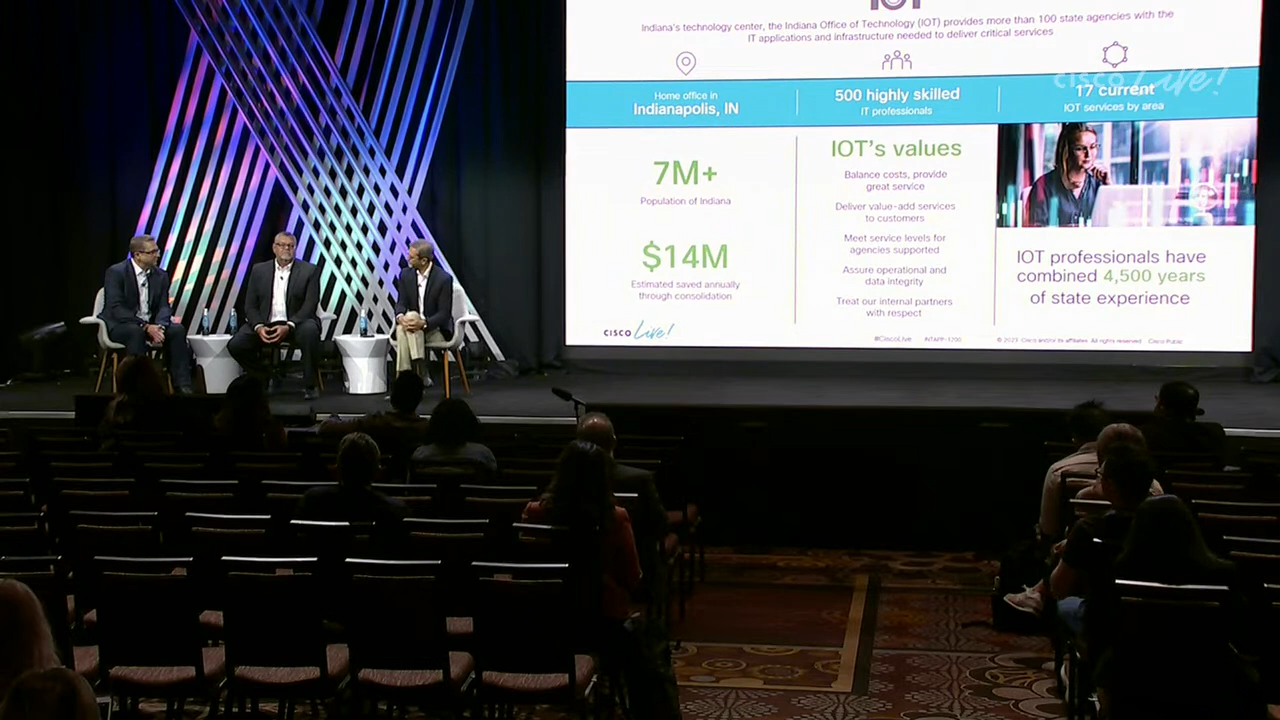 IOT
Indiana's technology center, the Indiana Office of Technology (IOT) provides more than 100 state agencies with the
IT applications and infrastructure needed to deliver critical services
Home office in
Indianapolis, IN
500 highly skilled
IT professionals
17 current
IOT services by area
cisco Live!
7M+
Population of Indiana
$14M
Estimated saved annually
through consolidation
IOT's values
Balance costs, provide
great service
Deliver value-add services
to customers
Meet service levels for
agencies supported
Assure operational and
data integrity
Treat our internal partners
with respect
IOT professionals have
combined 4,500 years
of state experience
CISCO Live!
#CiscoLive
© 2023 Cisco and/or its affiliates. All rights reserved. Cisco Public